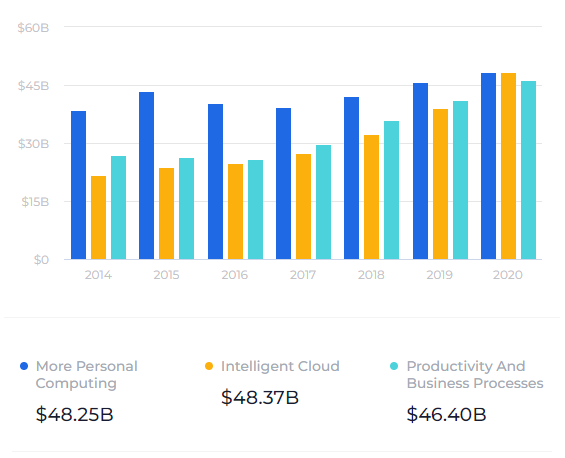 $60B
$45B
$30B
$15B
$0
2014 2015 2016 2017 2018 2019 2020
More Personal Computing
$48.25B
Intelligent Cloud
$48.37B
Productivity And Business Processes
$46.40B